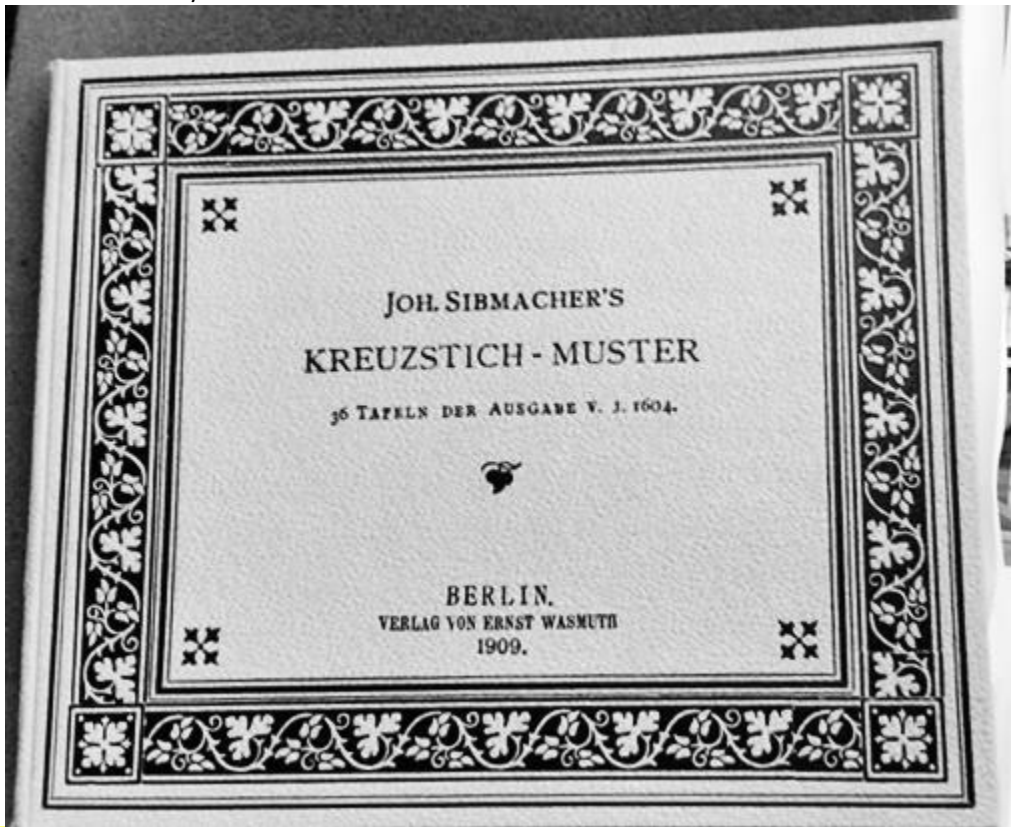 JOH. SIBMACHER'S
KREUZSTICH - MUSTER
36 TAFELN DER AUSGABE V. J. 1604.
BERLIN.
VERLAG VON ERNST WASMUTH
1909.